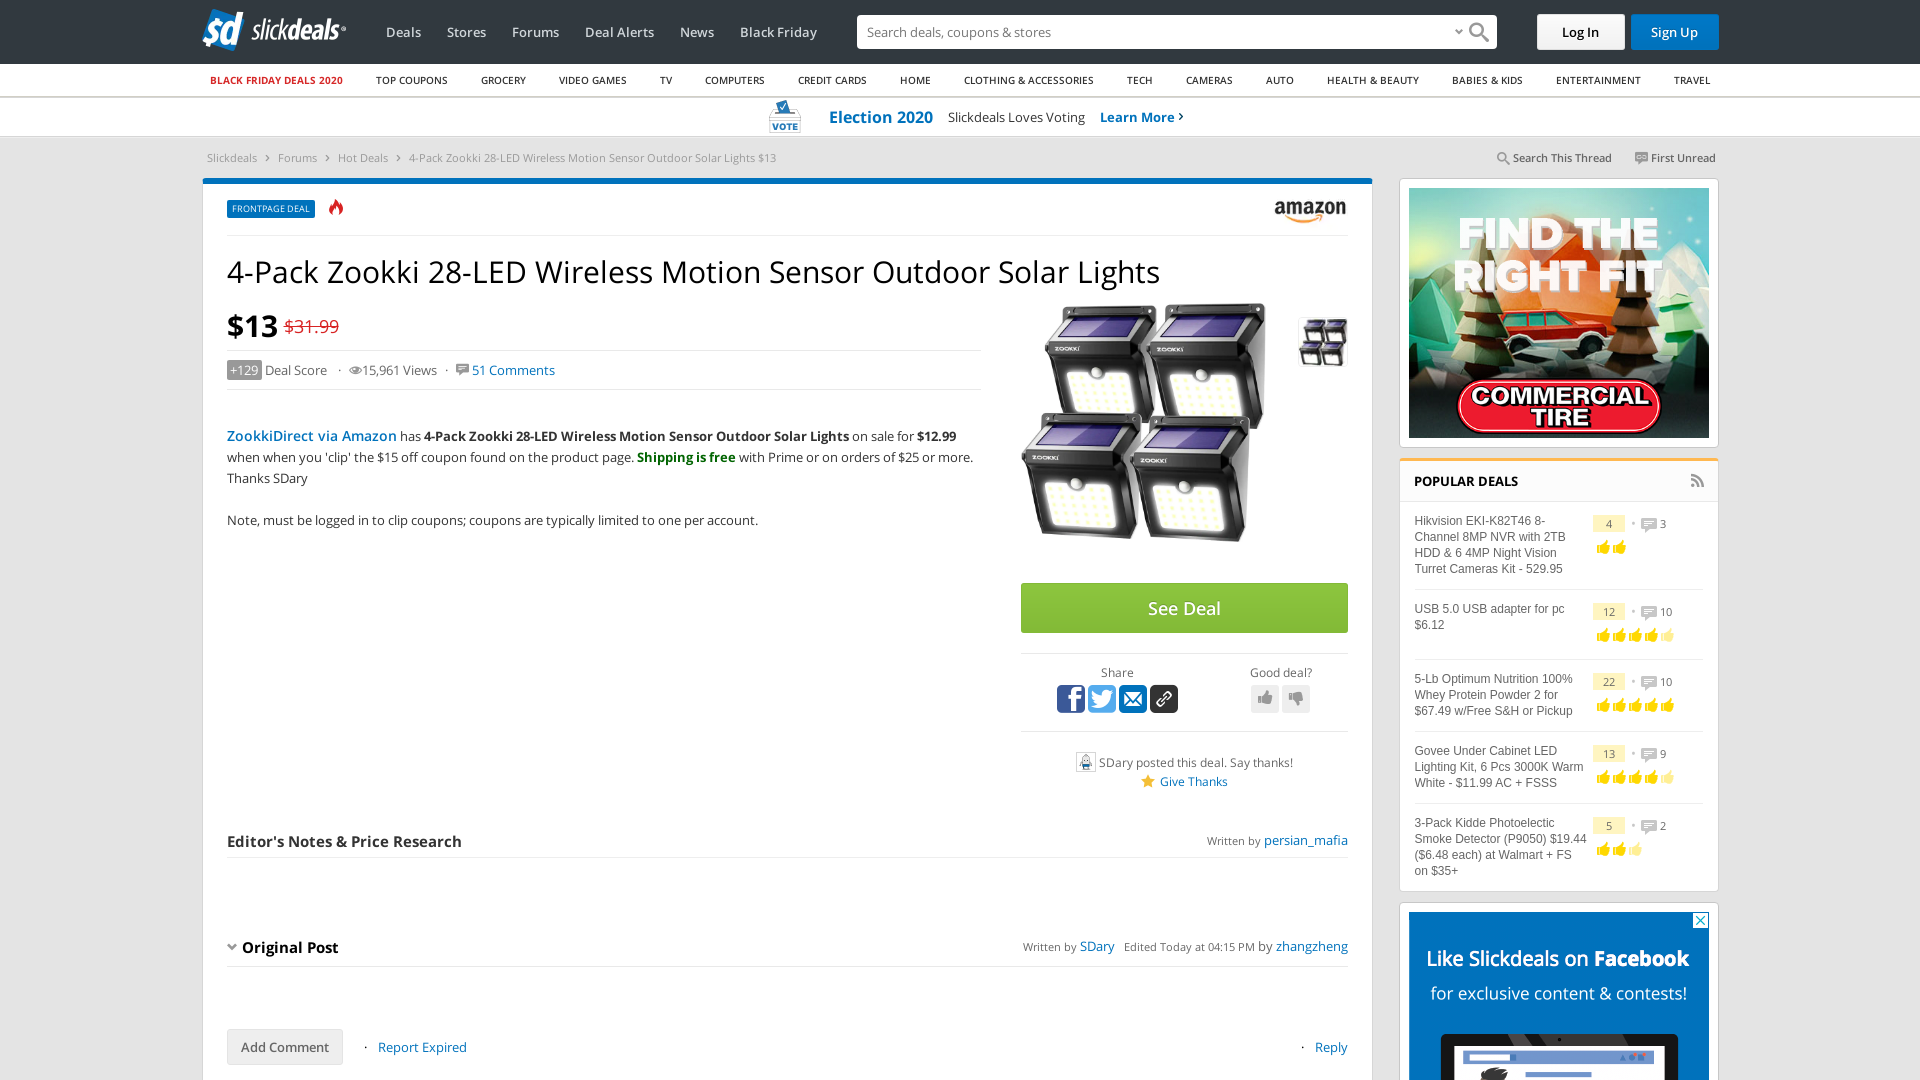 sd slickdeals
Deals
Stores
Forums
Deal Alerts
News
Black Friday
Search deals, coupons & stores
Log In
Sign Up
BLACK FRIDAY DEALS 2020
TOP COUPONS
GROCERY
VIDEO GAMES
TV
COMPUTERS
CREDIT CARDS
HOME
CLOTHING & ACCESSORIES
TECH
CAMERAS
AUTO
HEALTH & BEAUTY
BABIES & KIDS
ENTERTAINMENT
TRAVEL
VOTE
Election 2020 Slickdeals Loves Voting Learn More
Slickdeals > Forums > Hot Deals > 4-Pack Zookki 28-LED Wireless Motion Sensor Outdoor Solar Lights $13
Search This Thread
First Unread
FRONTPAGE DEAL
amazon
4-Pack Zookki 28-LED Wireless Motion Sensor Outdoor Solar Lights
$13 $31.99
+129 Deal Score · 15,961 Views · 51 Comments
ZookkiDirect via Amazon has 4-Pack Zookki 28-LED Wireless Motion Sensor Outdoor Solar Lights on sale for $12.99
when when you 'clip' the $15 off coupon found on the product page. Shipping is free with Prime or on orders of $25 or more.
Thanks SDary
Note, must be logged in to clip coupons; coupons are typically limited to one per account.
ZOOKKI
ZOOKKI
ZOOKKI
ZOOKKI
See Deal
Share
Good deal?
SDary posted this deal. Say thanks!
Give Thanks
Editor's Notes & Price Research
Written by persian_mafia
Original Post
Written by SDary Edited Today at 04:15 PM by zhangzheng
Add Comment · Report Expired
· Reply
FIND THE
RIGHT FIT
COMMERCIAL
TIRE
POPULAR DEALS
Hikvision EKI-K82T46 8-
Channel 8MP NVR with 2TB
HDD & 6 4MP Night Vision
Turret Cameras Kit - 529.95
4 • 3
USB 5.0 USB adapter for pc
$6.12
12 • 10
5-Lb Optimum Nutrition 100%
Whey Protein Powder 2 for
$67.49 w/Free S&H or Pickup
22 • 10
Govee Under Cabinet LED
Lighting Kit, 6 Pcs 3000K Warm
White - $11.99 AC + FSSS
13 • 9
3-Pack Kidde Photoelectic
Smoke Detector (P9050) $19.44
($6.48 each) at Walmart + FS
on $35+
5 • 2
Like Slickdeals on Facebook
for exclusive content & contests!